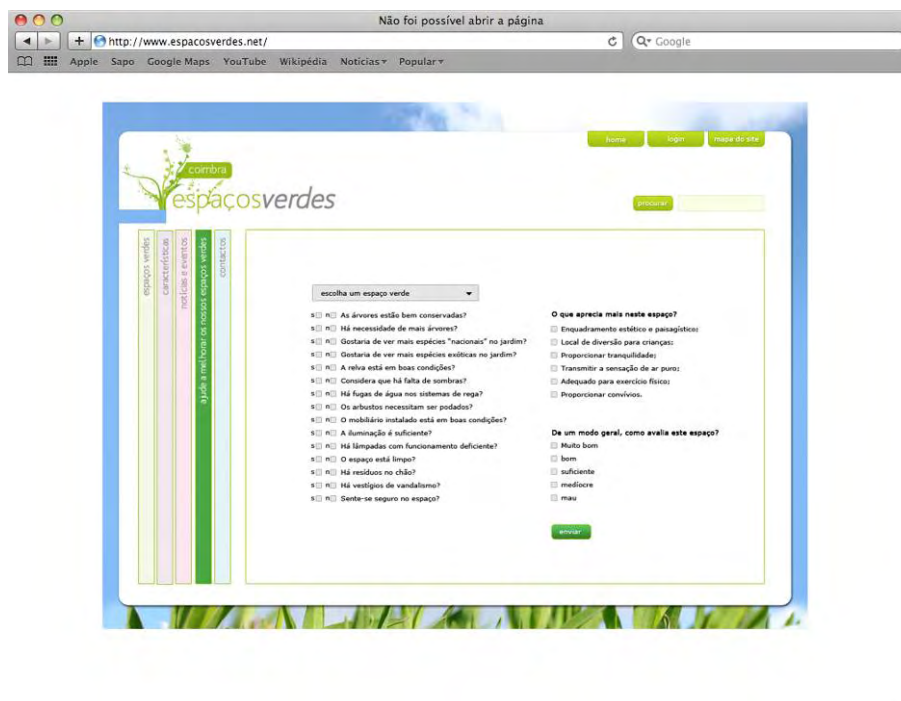 Não foi possível abrir a página
http://www.espacosverdes.net/
Google
Apple Sapo Google Maps YouTube Wikipédia Notícias Popular
home login mapa do site
coimbra
espaçosverdes
procurar
espaços verdes
características
notícias e eventos
ajude a melhorar os nossos espaços verdes
contactos
escolha um espaço verde
s n As árvores estão bem conservadas?
s n Há necessidade de mais árvores?
s n Gostaria de ver mais espécies "nacionais" no jardim?
s n Gostaria de ver mais espécies exóticas no jardim?
s n A relva está em boas condições?
s n Considera que há falta de sombras?
s n Há fugas de água nos sistemas de rega?
s n Os arbustos necessitam ser podados?
s n O mobiliário instalado está em boas condições?
s n A iluminação é suficiente?
s n Há lâmpadas com funcionamento deficiente?
s n O espaço está limpo?
s n Há resíduos no chão?
s n Há vestígios de vandalismo?
s n Sente-se seguro no espaço?
O que aprecia mais neste espaço?
Enquadramento estético e paisagístico;
Local de diversão para crianças;
Proporcionar tranquilidade;
Transmitir a sensação de ar puro;
Adequado para exercício físico;
Proporcionar convívios.
De um modo geral, como avalia este espaço?
Muito bom
bom
suficiente
medíocre
mau
enviar